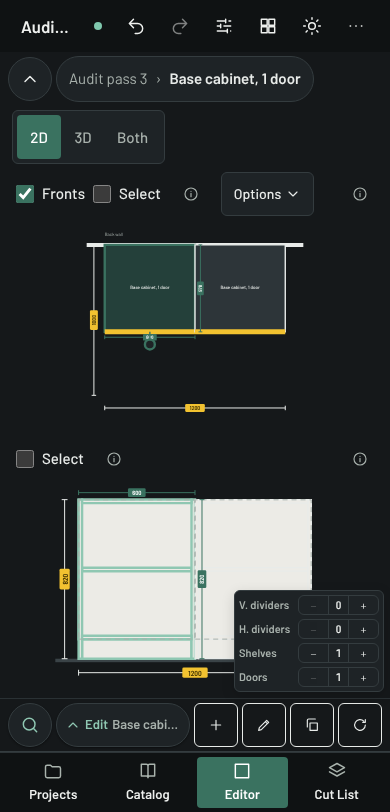 Audi...
Audit pass 3 › Base cabinet, 1 door
2D 3D Both
Fronts Select Options
Base cabinet, 1 door Base cabinet, 1 door
1200
Select
600
820 820
1200
V. dividers − 0 +
H. dividers − 0 +
Shelves − 1 +
Doors − 1 +
Edit Base cabi...
Projects Catalog Editor Cut List